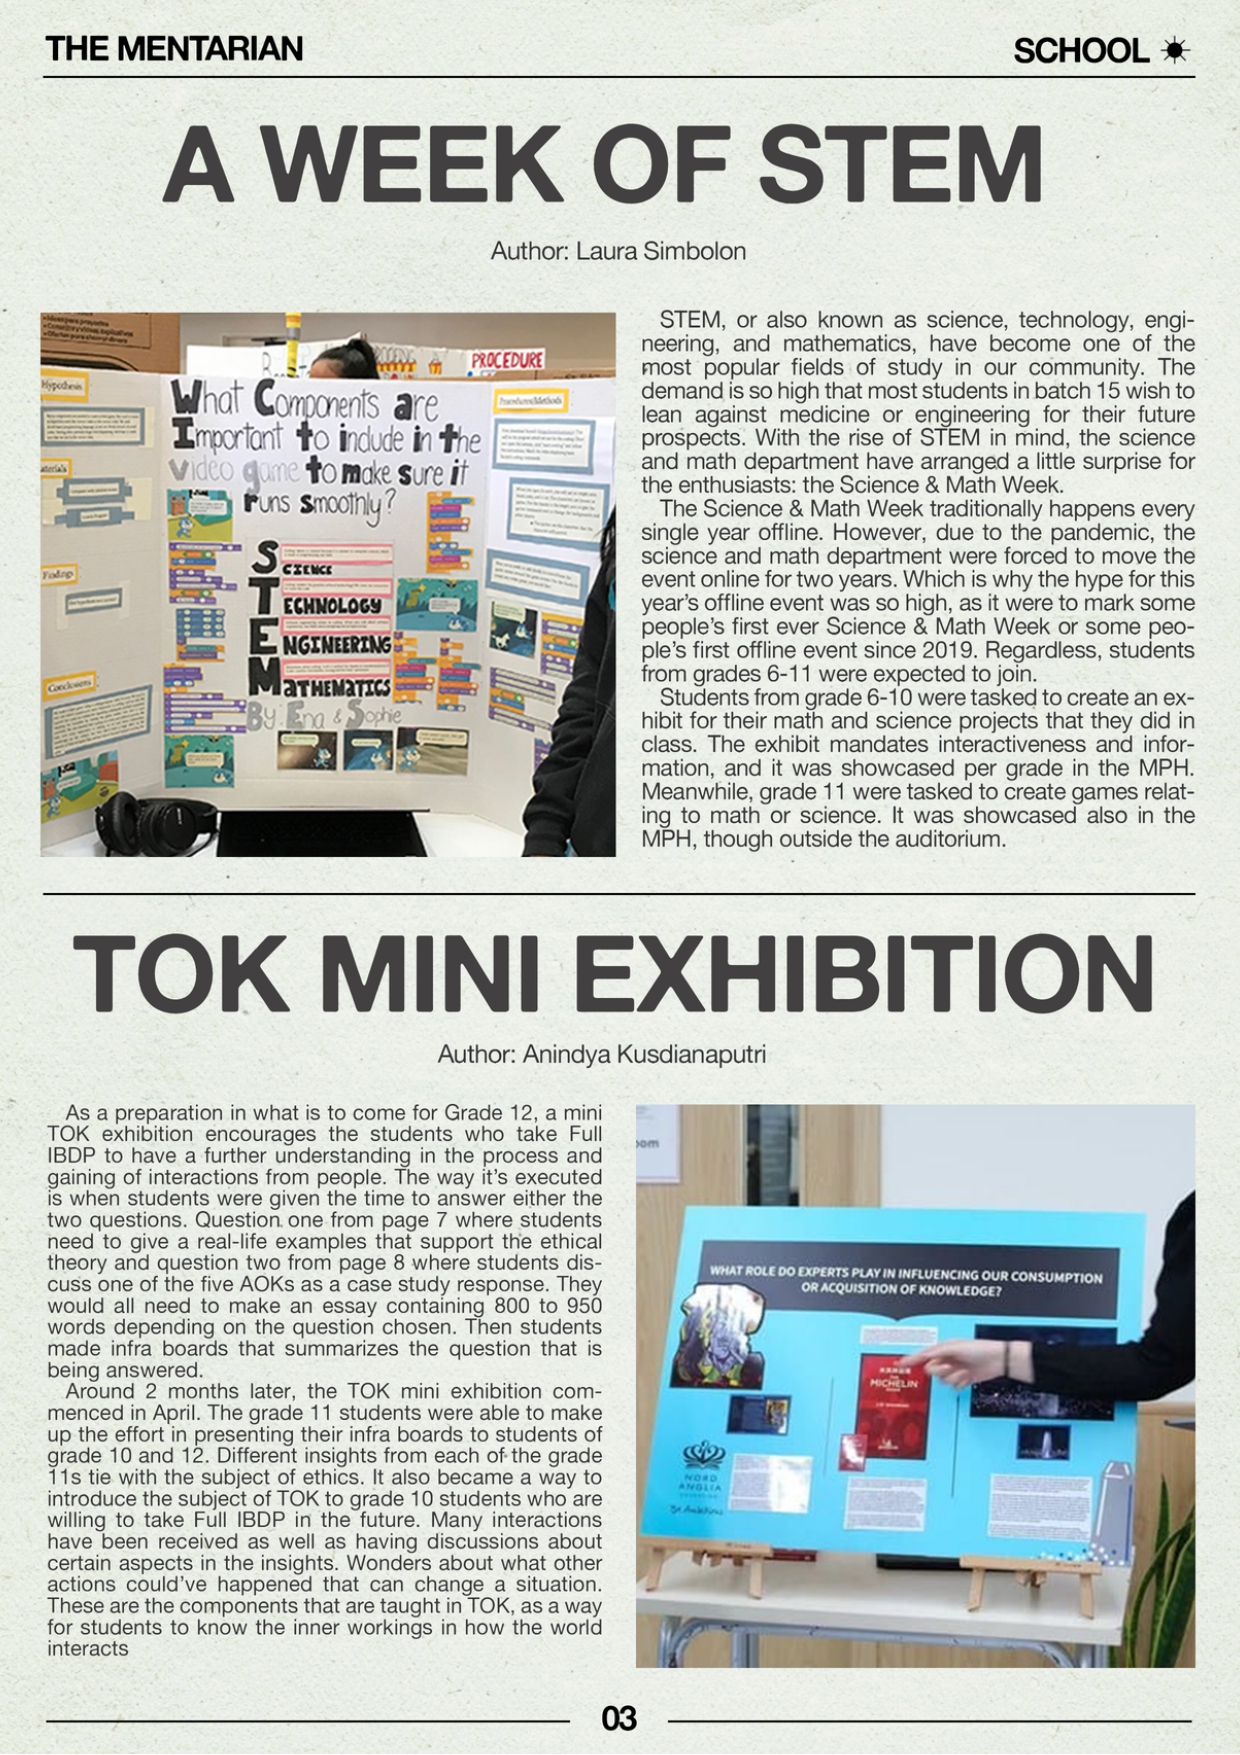 THE MENTARIAN
SCHOOL
A WEEK OF STEM
Author: Laura Simbolon
Hypothesis
Findings
Conclusions
PROCEDURE
What Components are
Important to include in the
video game to make sure it
runs smoothly?
SCIENCE
TECHNOLOGY
ENGINEERING
MATHEMATICS
By: Ena & Sophie
Procedures/Methods
STEM, or also known as science, technology, engi-
neering, and mathematics, have become one of the
most popular fields of study in our community. The
demand is so high that most students in batch 15 wish to
lean against medicine or engineering for their future
prospects. With the rise of STEM in mind, the science
and math department have arranged a little surprise for
the enthusiasts: the Science & Math Week.
The Science & Math Week traditionally happens every
single year offline. However, due to the pandemic, the
science and math department were forced to move the
event online for two years. Which is why the hype for this
year's offline event was so high, as it were to mark some
people's first ever Science & Math Week or some peo-
ple's first offline event since 2019. Regardless, students
from grades 6-11 were expected to join.
Students from grade 6-10 were tasked to create an ex-
hibit for their math and science projects that they did in
class. The exhibit mandates interactiveness and infor-
mation, and it was showcased per grade in the MPH.
Meanwhile, grade 11 were tasked to create games relat-
ing to math or science. It was showcased also in the
MPH, though outside the auditorium.
TOK MINI EXHIBITION
Author: Anindya Kusdianaputri
As a preparation in what is to come for Grade 12, a mini
TOK exhibition encourages the students who take Full
IBDP to have a further understanding in the process and
gaining of interactions from people. The way it's executed
is when students were given the time to answer either the
two questions. Question one from page 7 where students
need to give a real-life examples that support the ethical
theory and question two from page 8 where students dis-
cuss one of the five AOKs as a case study response. They
would all need to make an essay containing 800 to 950
words depending on the question chosen. Then students
made infra boards that summarizes the question that is
being answered.
Around 2 months later, the TOK mini exhibition com-
menced in April. The grade 11 students were able to make
up the effort in presenting their infra boards to students of
grade 10 and 12. Different insights from each of the grade
11s tie with the subject of ethics. It also became a way to
introduce the subject of TOK to grade 10 students who are
willing to take Full IBDP in the future. Many interactions
have been received as well as having discussions about
certain aspects in the insights. Wonders about what other
actions could've happened that can change a situation.
These are the components that are taught in TOK, as a way
for students to know the inner workings in how the world
interacts
WHAT ROLE DO EXPERTS PLAY IN INFLUENCING OUR CONSUMPTION
OR ACQUISITION OF KNOWLEDGE?
MICHELIN
NORD
ANGLIA
03